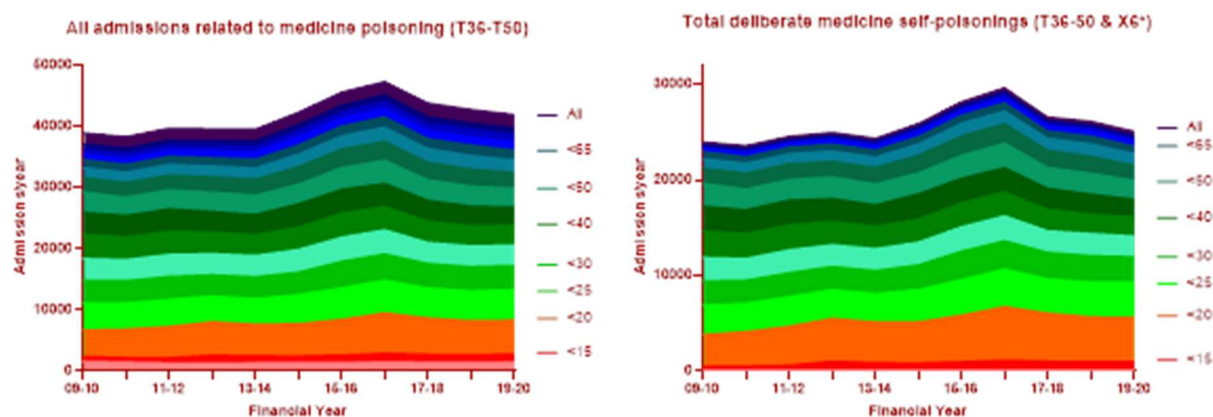 All admissions related to medicine poisoning (T36-T50)
50000
40000
30000
20000
10000
0
Admissions/year
09-10 11-12 13-14 15-16 17-18 19-20
Financial Year
All
<65
<50
<40
<30
<25
<20
<15
Total deliberate medicine self-poisonings (T36-50 & X6*)
30000
20000
10000
0
Admissions/year
09-10 11-12 13-14 15-16 17-18 19-20
Financial Year
All
<65
<50
<40
<30
<25
<20
<15